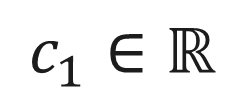 c₁ ∈ ℝ